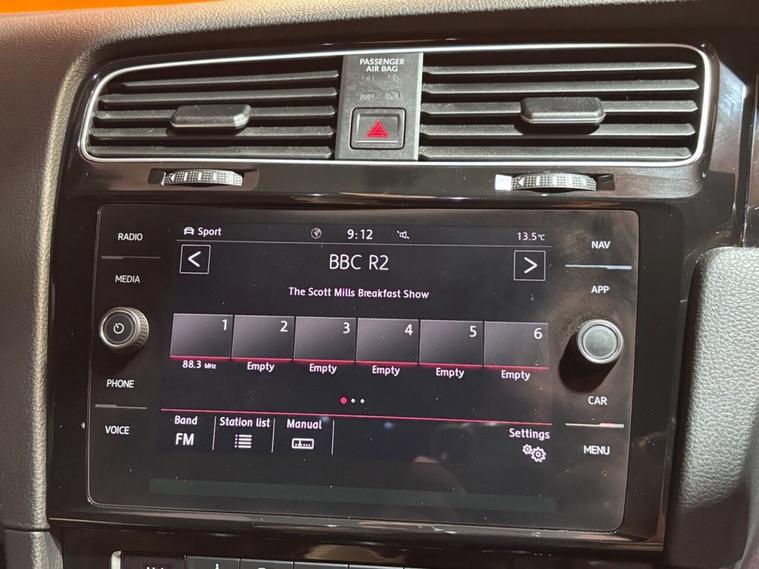 PASSENGER
AIR BAG
RADIO
MEDIA
PHONE
VOICE
Sport
9:12
13.5°C
BBC R2
The Scott Mills Breakfast Show
1 2 3 4 5 6
88.3 MHz Empty Empty Empty Empty Empty
Band Station list Manual
FM
Settings
NAV
APP
CAR
MENU